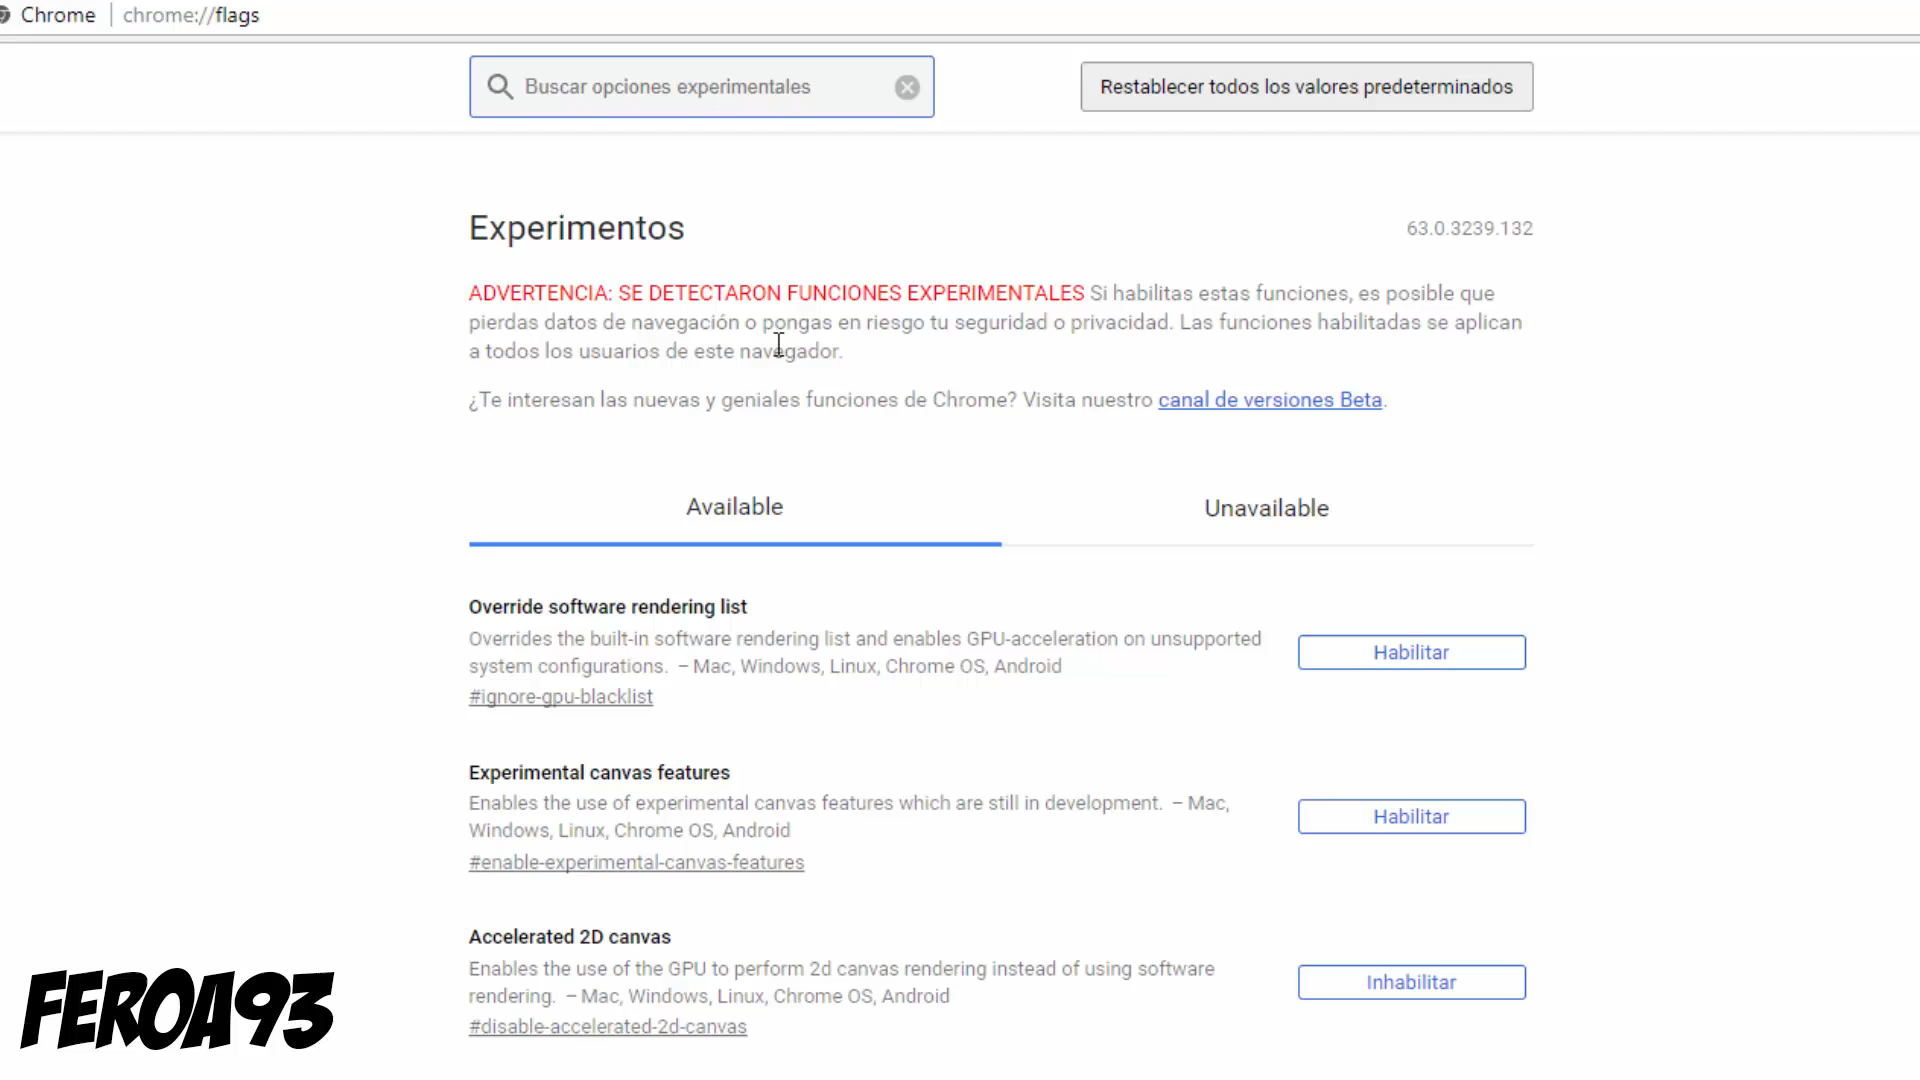 Chrome | chrome://flags
Buscar opciones experimentales
Restablecer todos los valores predeterminados
Experimentos
63.0.3239.132
ADVERTENCIA: SE DETECTARON FUNCIONES EXPERIMENTALES Si habilitas estas funciones, es posible que
pierdas datos de navegación o pongas en riesgo tu seguridad o privacidad. Las funciones habilitadas se aplican
a todos los usuarios de este navegador.
¿Te interesan las nuevas y geniales funciones de Chrome? Visita nuestro canal de versiones Beta.
Available
Unavailable
Override software rendering list
Overrides the built-in software rendering list and enables GPU-acceleration on unsupported
system configurations. – Mac, Windows, Linux, Chrome OS, Android
#ignore-gpu-blacklist
Habilitar
Experimental canvas features
Enables the use of experimental canvas features which are still in development. – Mac,
Windows, Linux, Chrome OS, Android
#enable-experimental-canvas-features
Habilitar
Accelerated 2D canvas
Enables the use of the GPU to perform 2d canvas rendering instead of using software
rendering. – Mac, Windows, Linux, Chrome OS, Android
#disable-accelerated-2d-canvas
Inhabilitar
FEROA93